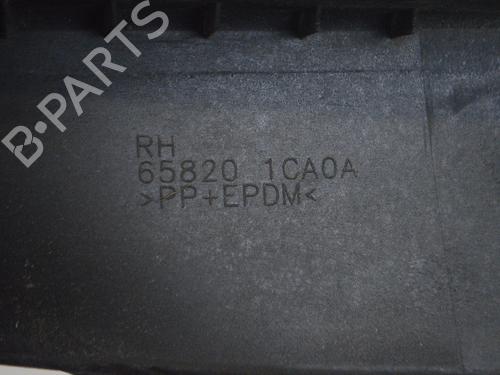 B-PARTS
RH
65820 1CA0A
>PP+EPDM<